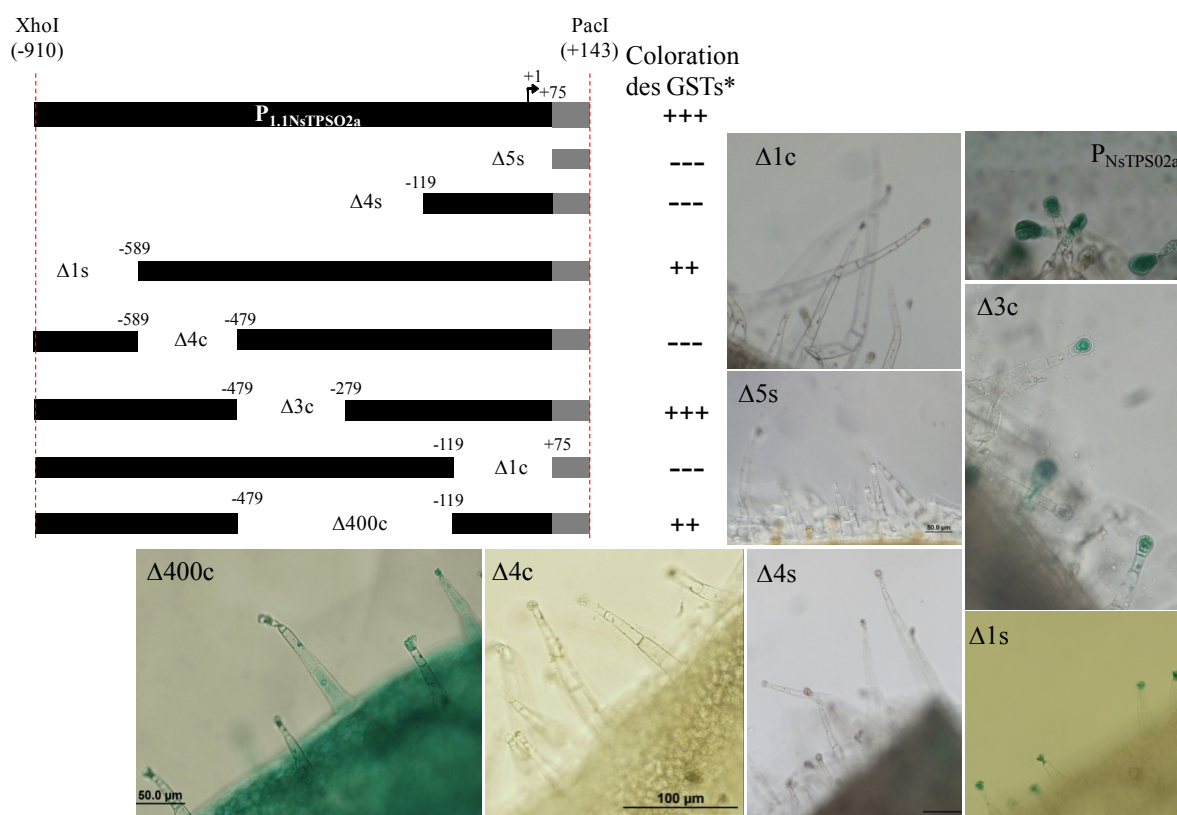 XhoI
(-910)
PacI
(+143)
Coloration
des GSTs*
+1
+75
P1.1NsTPSO2a
+++
Δ5s
---
-119
Δ4s
---
-589
Δ1s
++
-589
Δ4c
-479
---
-479
Δ3c
-279
+++
-119
Δ1c
+75
---
-479
Δ400c
-119
++
Δ1c
PNsTPS02a
Δ5s
50.0 µm
Δ3c
Δ400c
50.0 µm
Δ4c
100 µm
Δ4s
Δ1s